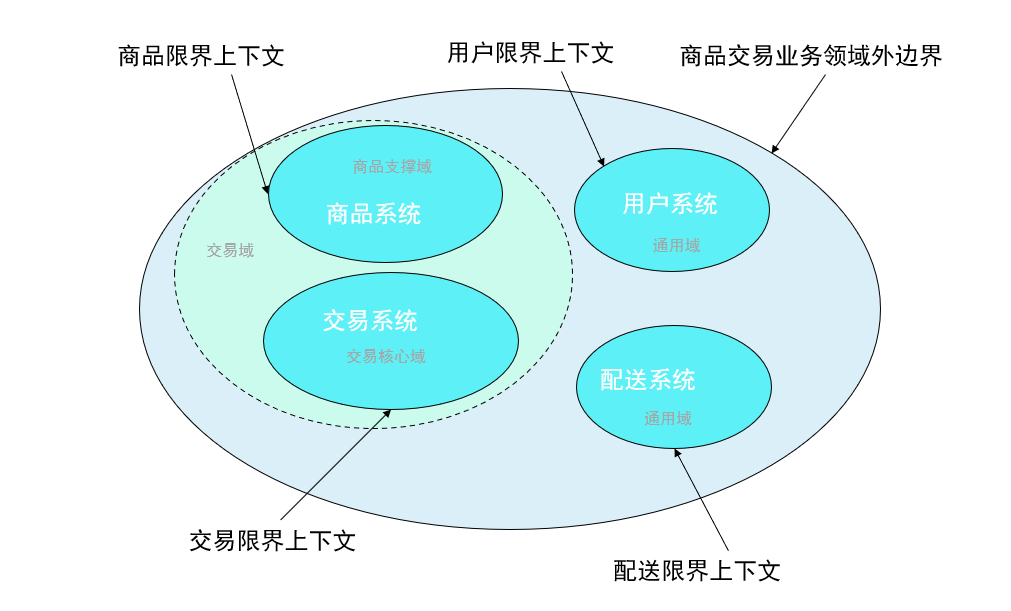 商品限界上下文
用户限界上下文
商品交易业务领域外边界
商品支撑域
商品系统
用户系统
通用域
交易域
交易系统
交易核心域
配送系统
通用域
交易限界上下文
配送限界上下文